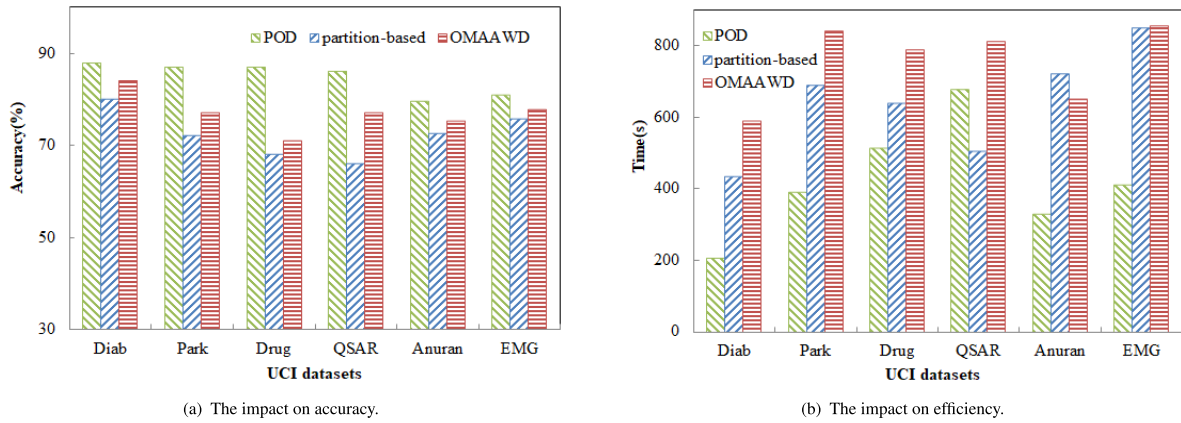 90
70
50
30
Accuracy(%)
POD partition-based OMAAWD
Diab Park Drug QSAR Anuran EMG
UCI datasets
(a) The impact on accuracy.
800
600
400
200
0
Time(s)
POD
partition-based
OMAAWD
Diab Park Drug QSAR Anuran EMG
UCI datasets
(b) The impact on efficiency.